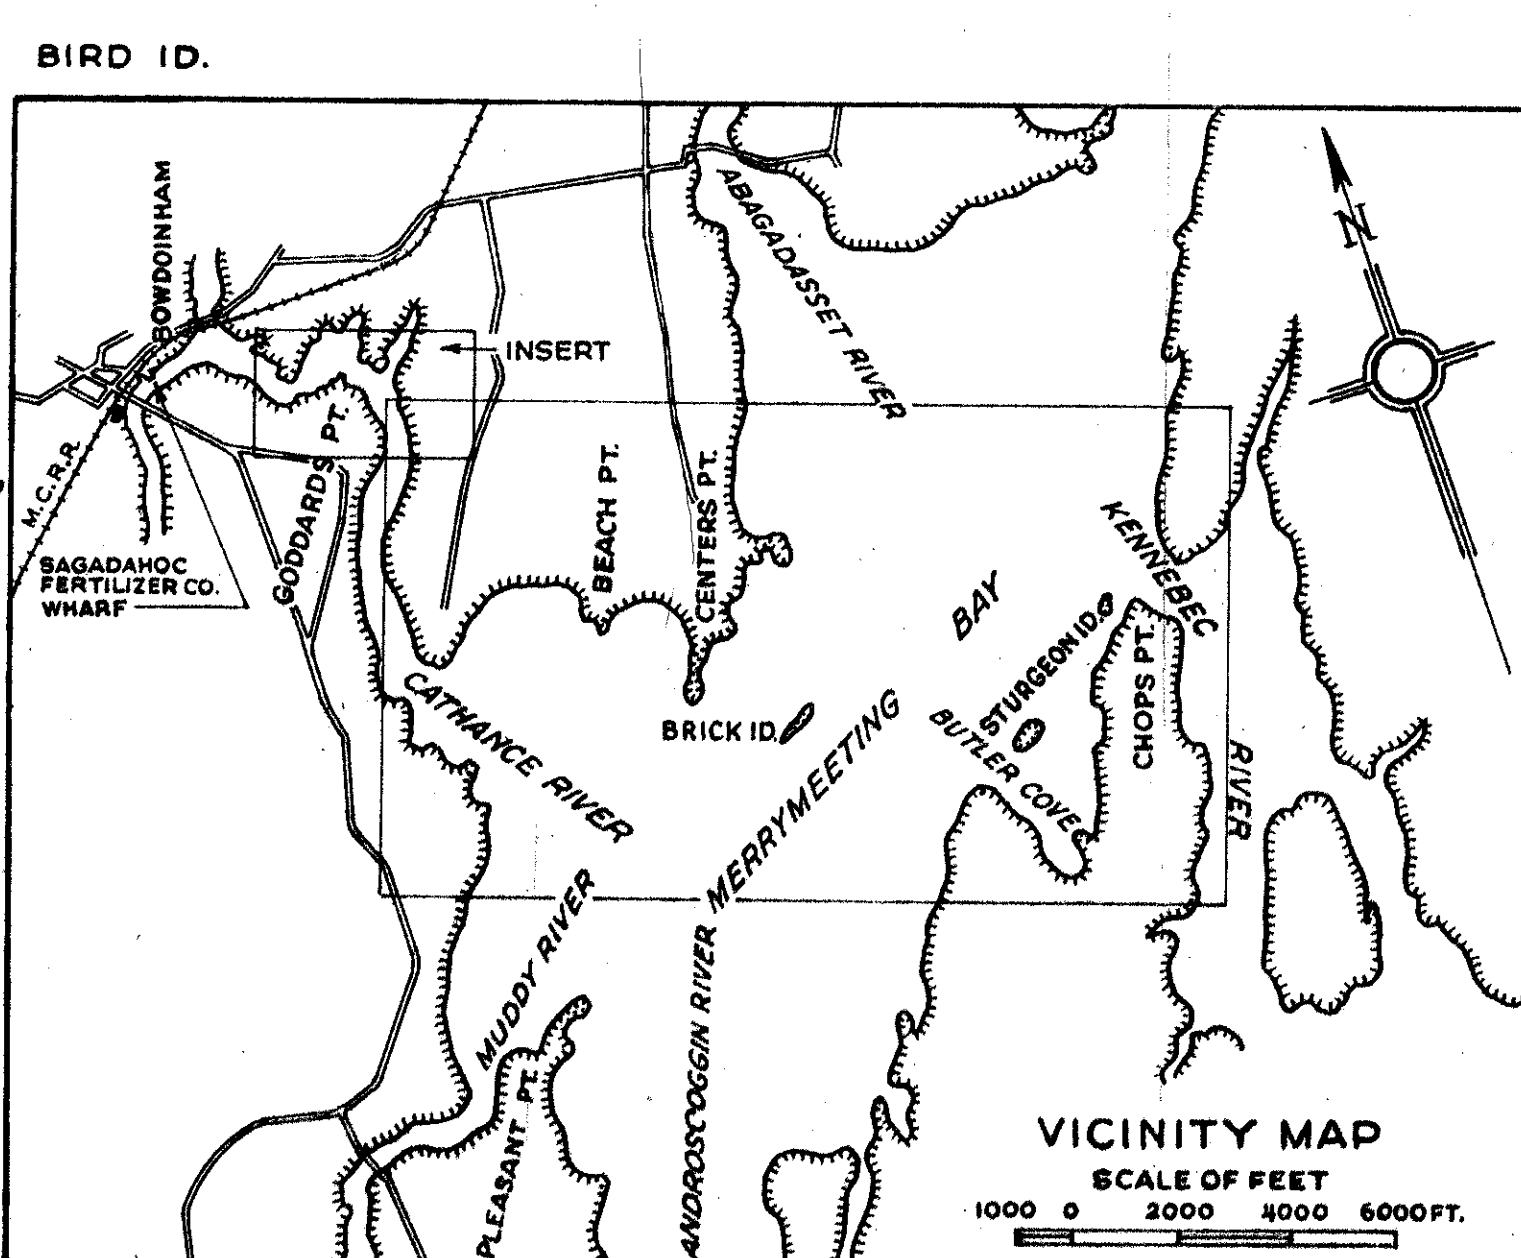 BIRD ID.
BOWDOINHAM
ABAGADASSET RIVER
N
INSERT
M.C.R.R.
GODDARDS PT.
BEACH PT.
CENTERS PT.
KENNEBEC
SAGADAHOC
FERTILIZER CO.
WHARF
BAY
STURGEON ID.
CHOPS PT.
CATHANCE RIVER
BRICK ID.
MERRYMEETING
BUTLER COVE
RIVER
MUDDY RIVER
ANDROSCOGGIN RIVER
PLEASANT PT.
VICINITY MAP
SCALE OF FEET
1000 0 2000 4000 6000 FT.